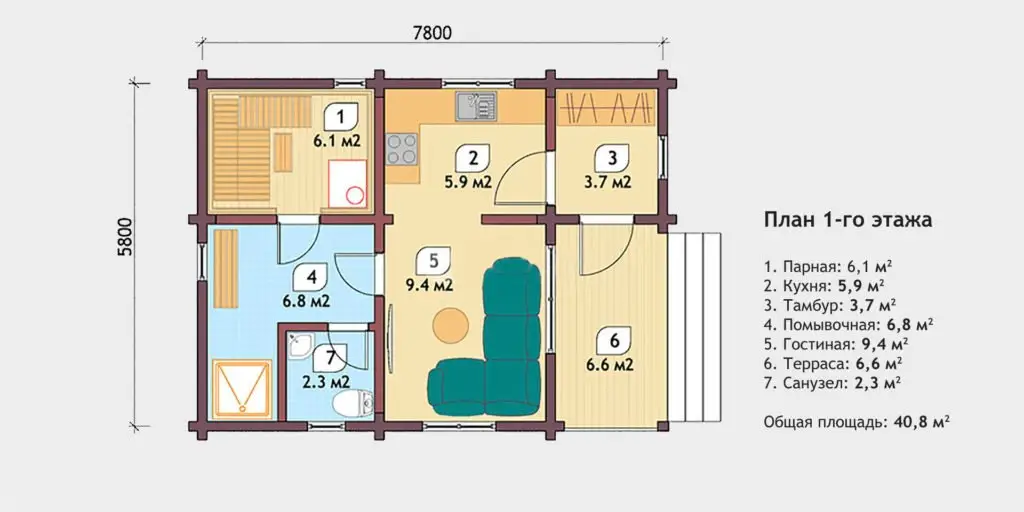 7800
5800
1
6.1 м2
2
5.9 м2
3
3.7 м2
4
6.8 м2
5
9.4 м2
6
6.6 м2
7
2.3 м2
План 1-го этажа
1. Парная: 6,1 м²
2. Кухня: 5,9 м²
3. Тамбур: 3,7 м²
4. Помывочная: 6,8 м²
5. Гостиная: 9,4 м²
6. Терраса: 6,6 м²
7. Санузел: 2,3 м²
Общая площадь: 40,8 м²